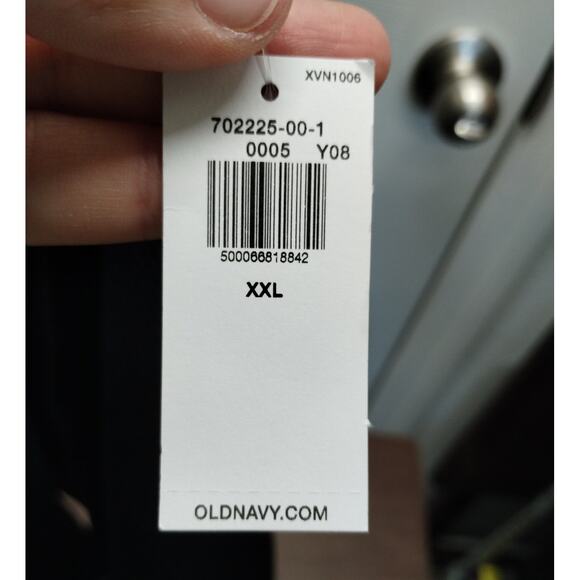 XVN1006
702225-00-1
0005 Y08
500066818842
XXL
OLDNAVY.COM